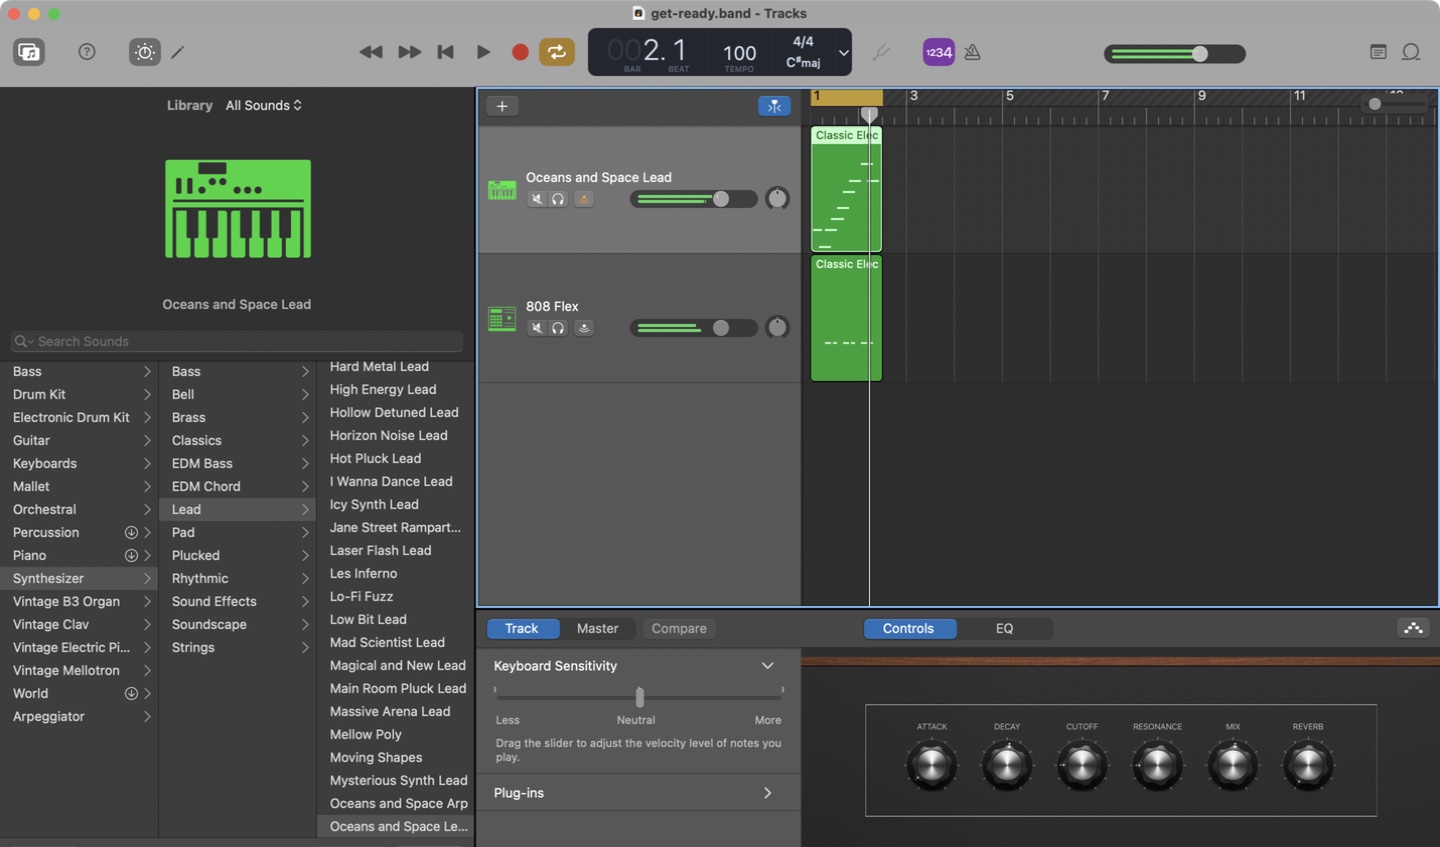 get-ready.band - Tracks
002.1
BAR
BEAT
100
TEMPO
4/4
C#maj
1234
Library
All Sounds
Oceans and Space Lead
Search Sounds
Bass
Drum Kit
Electronic Drum Kit
Guitar
Keyboards
Mallet
Orchestral
Percussion
Piano
Synthesizer
Vintage B3 Organ
Vintage Clav
Vintage Electric Pi...
Vintage Mellotron
World
Arpeggiator
Bass
Bell
Brass
Classics
EDM Bass
EDM Chord
Lead
Pad
Plucked
Rhythmic
Sound Effects
Soundscape
Strings
Hard Metal Lead
High Energy Lead
Hollow Detuned Lead
Horizon Noise Lead
Hot Pluck Lead
I Wanna Dance Lead
Icy Synth Lead
Jane Street Rampart...
Laser Flash Lead
Les Inferno
Lo-Fi Fuzz
Low Bit Lead
Mad Scientist Lead
Magical and New Lead
Main Room Pluck Lead
Massive Arena Lead
Mellow Poly
Moving Shapes
Mysterious Synth Lead
Oceans and Space Arp
Oceans and Space Le...
1
3
5
7
9
11
Oceans and Space Lead
Classic Elec
808 Flex
Classic Elec
Track
Master
Compare
Controls
EQ
Keyboard Sensitivity
Less
Neutral
More
Drag the slider to adjust the velocity level of notes you
play.
Plug-ins
ATTACK
DECAY
CUTOFF
RESONANCE
MIX
REVERB